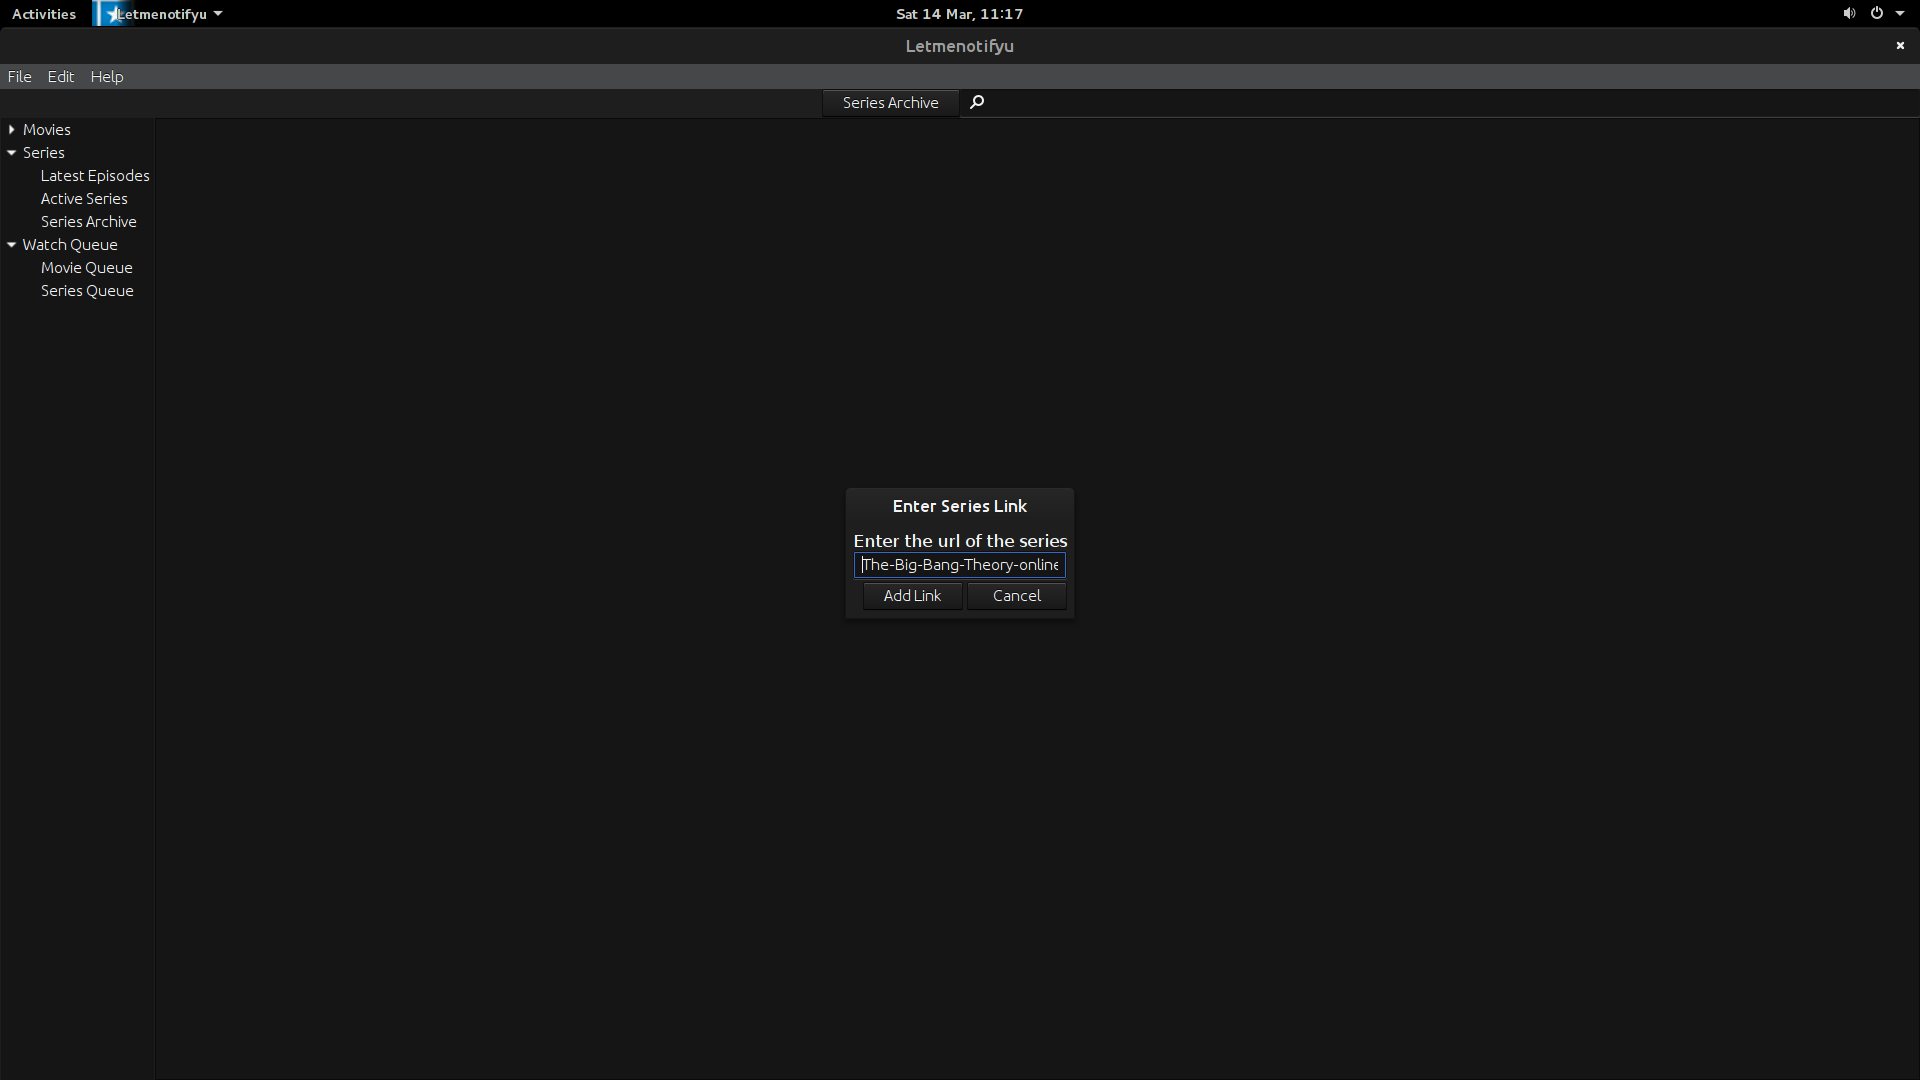 Activities Letmenotifyu Sat 14 Mar, 11:17
Letmenotifyu
File Edit Help
Series Archive
Movies
Series
Latest Episodes
Active Series
Series Archive
Watch Queue
Movie Queue
Series Queue
Enter Series Link
Enter the url of the series
The-Big-Bang-Theory-online
Add Link Cancel